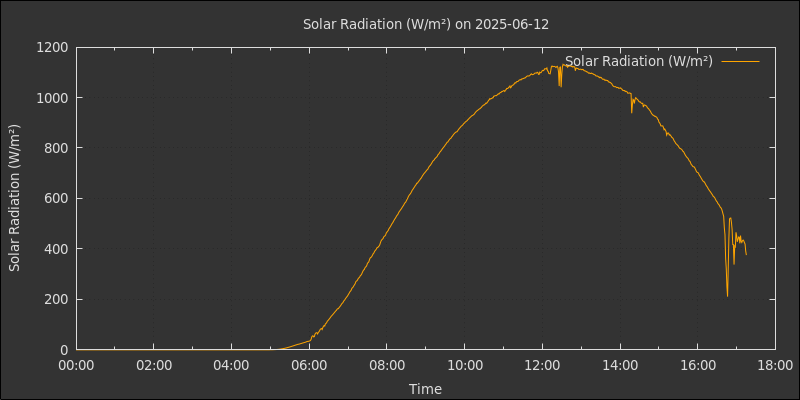 Solar Radiation (W/m²) on 2025-06-12
Solar Radiation (W/m²)
Solar Radiation (W/m²)
1200
1000
800
600
400
200
0
00:00 02:00 04:00 06:00 08:00 10:00 12:00 14:00 16:00 18:00
Time